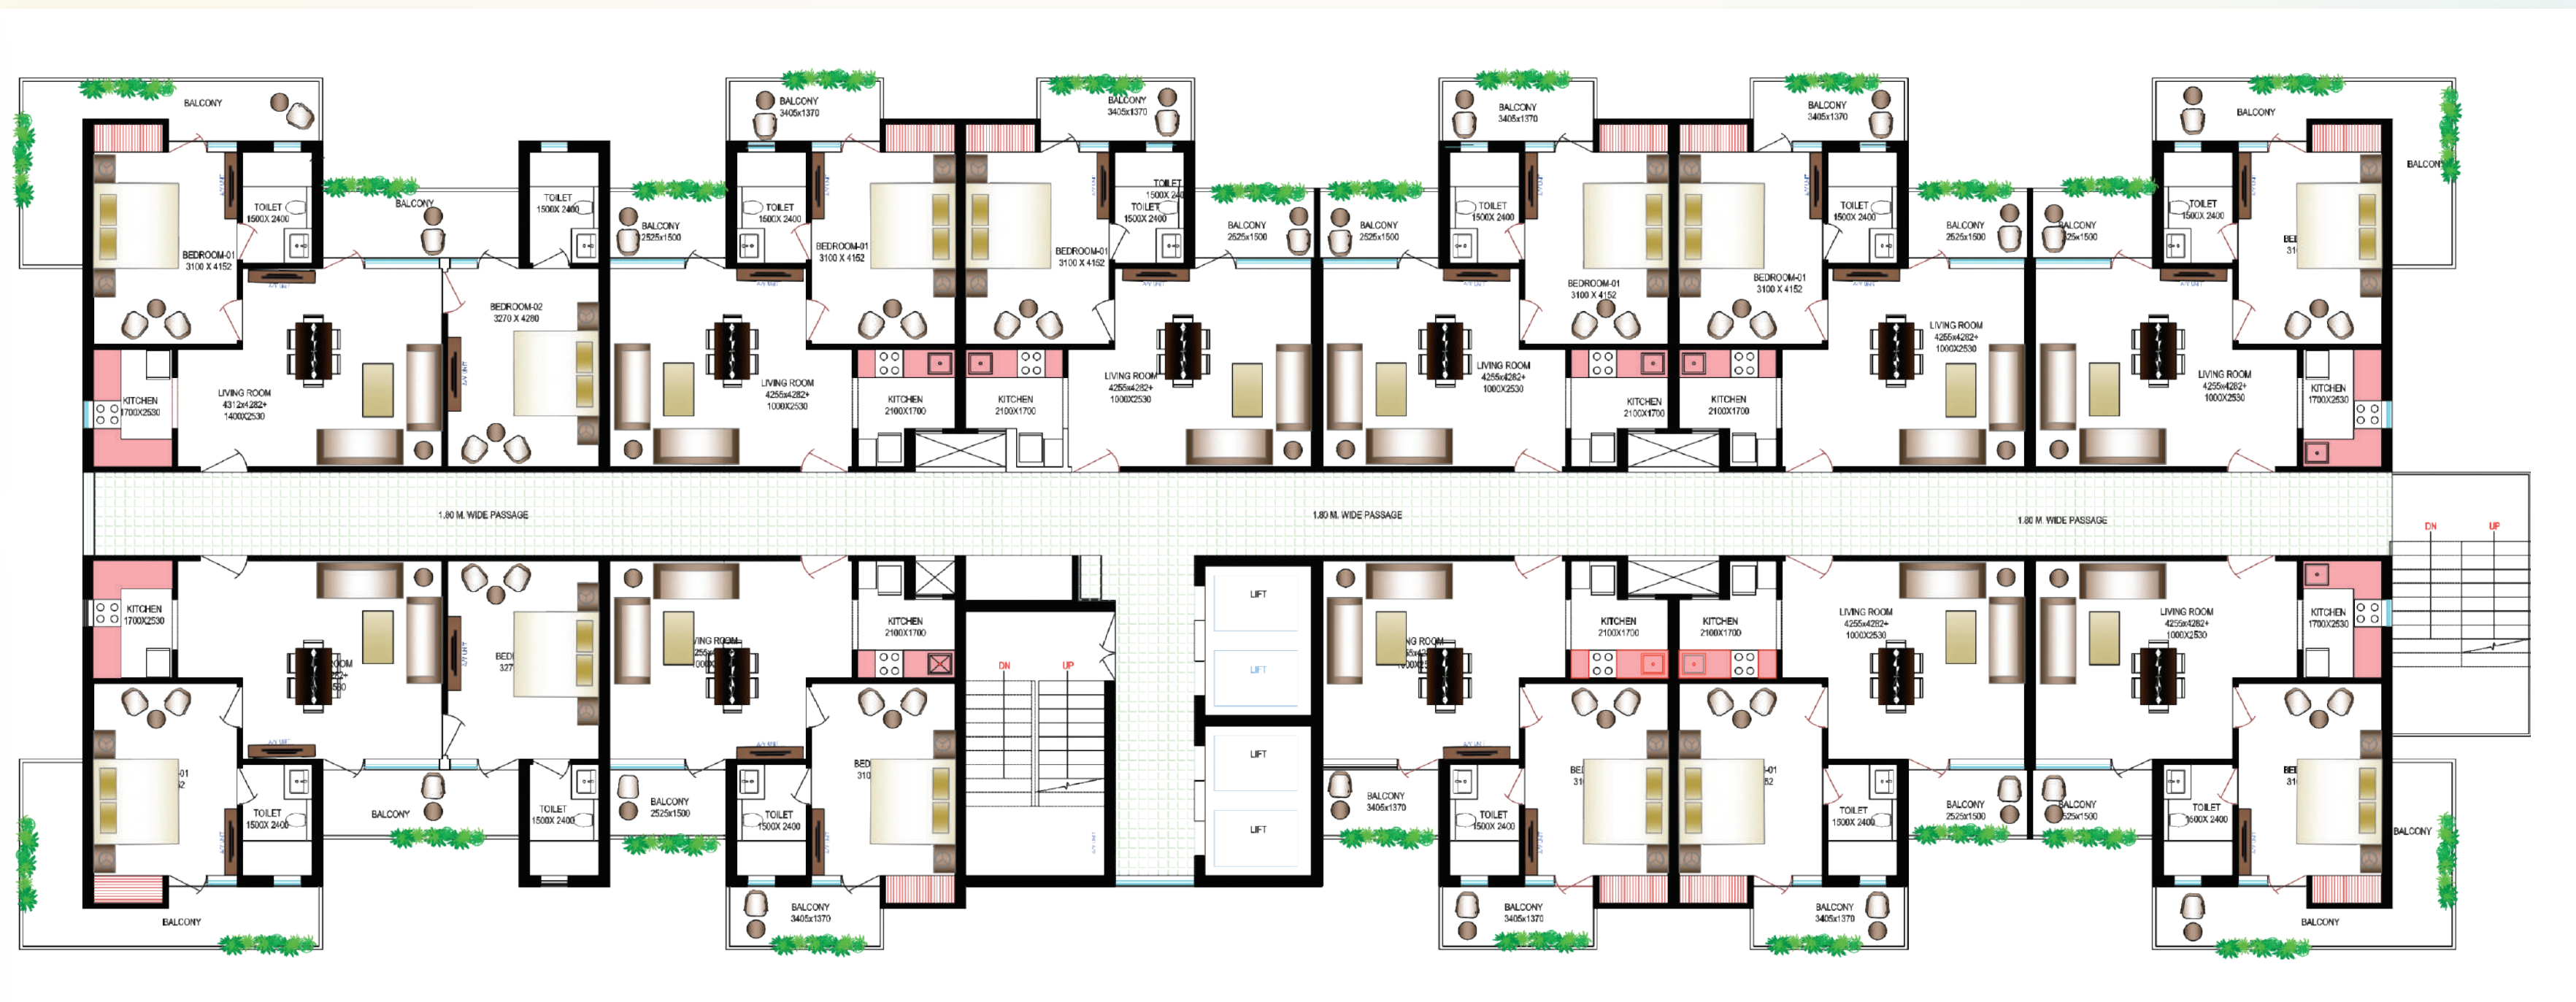 BALCONY
BALCONY
3405x1370
BALCONY
3405x1370
BALCONY
3405x1370
BALCONY
3405x1370
BALCONY
BALCONY
TOILET
1500X 2400
BALCONY
TOILET
1500X 2400
BALCONY
2525x1500
TOILET
1500X 2400
TOILET
TOILET
1500X 2400
BALCONY
2525x1500
BALCONY
2525x1500
TOILET
1500X 2400
TOILET
1500X 2400
BALCONY
2525x1500
BALCONY
TOILET
1500X 2400
BEDROOM-01
3100 X 4152
BEDROOM-02
3270 X 4280
BEDROOM-01
3100 X 4152
BEDROOM-01
3100 X 4152
BEDROOM-01
3100 X 4152
BEDROOM-01
3100 X 4152
KITCHEN
1700X2530
LIVING ROOM
4312x4282+
1400X2530
LIVING ROOM
4255x4282+
1000X2530
KITCHEN
2100X1700
KITCHEN
2100X1700
LIVING ROOM
4255x4282+
1000X2530
LIVING ROOM
4255x4282+
1000X2530
KITCHEN
2100X1700
KITCHEN
2100X1700
LIVING ROOM
4255x4282+
1000X2530
LIVING ROOM
4255x4282+
1000X2530
KITCHEN
1700X2530
1.80 M. WIDE PASSAGE
1.80 M. WIDE PASSAGE
1.80 M. WIDE PASSAGE
DN UP
KITCHEN
1700X2530
KITCHEN
2100X1700
DN UP
LIFT
LIFT
LIFT
LIFT
KITCHEN
2100X1700
KITCHEN
2100X1700
LIVING ROOM
4255x4282+
1000X2530
LIVING ROOM
4255x4282+
1000X2530
KITCHEN
1700X2530
TOILET
1500X 2400
BALCONY
TOILET
1500X 2400
BALCONY
2525x1500
TOILET
1500X 2400
BALCONY
3405x1370
TOILET
1500X 2400
TOILET
1500X 2400
BALCONY
2525x1500
BALCONY
TOILET
1500X 2400
BALCONY
BALCONY
BALCONY
3405x1370
BALCONY
3405x1370
BALCONY
3405x1370
BALCONY